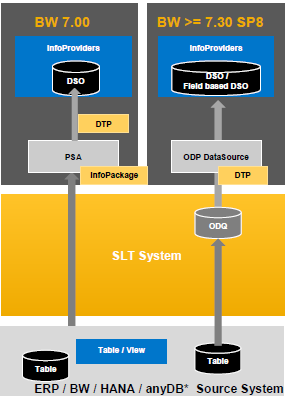 BW 7.00
BW >= 7.30 SP8
InfoProviders
InfoProviders
DSO
DSO /
Field based DSO
DTP
PSA
ODP DataSource
InfoPackage
DTP
ODQ
SLT System
Table
Table / View
Table
ERP / BW / HANA / anyDB* Source System